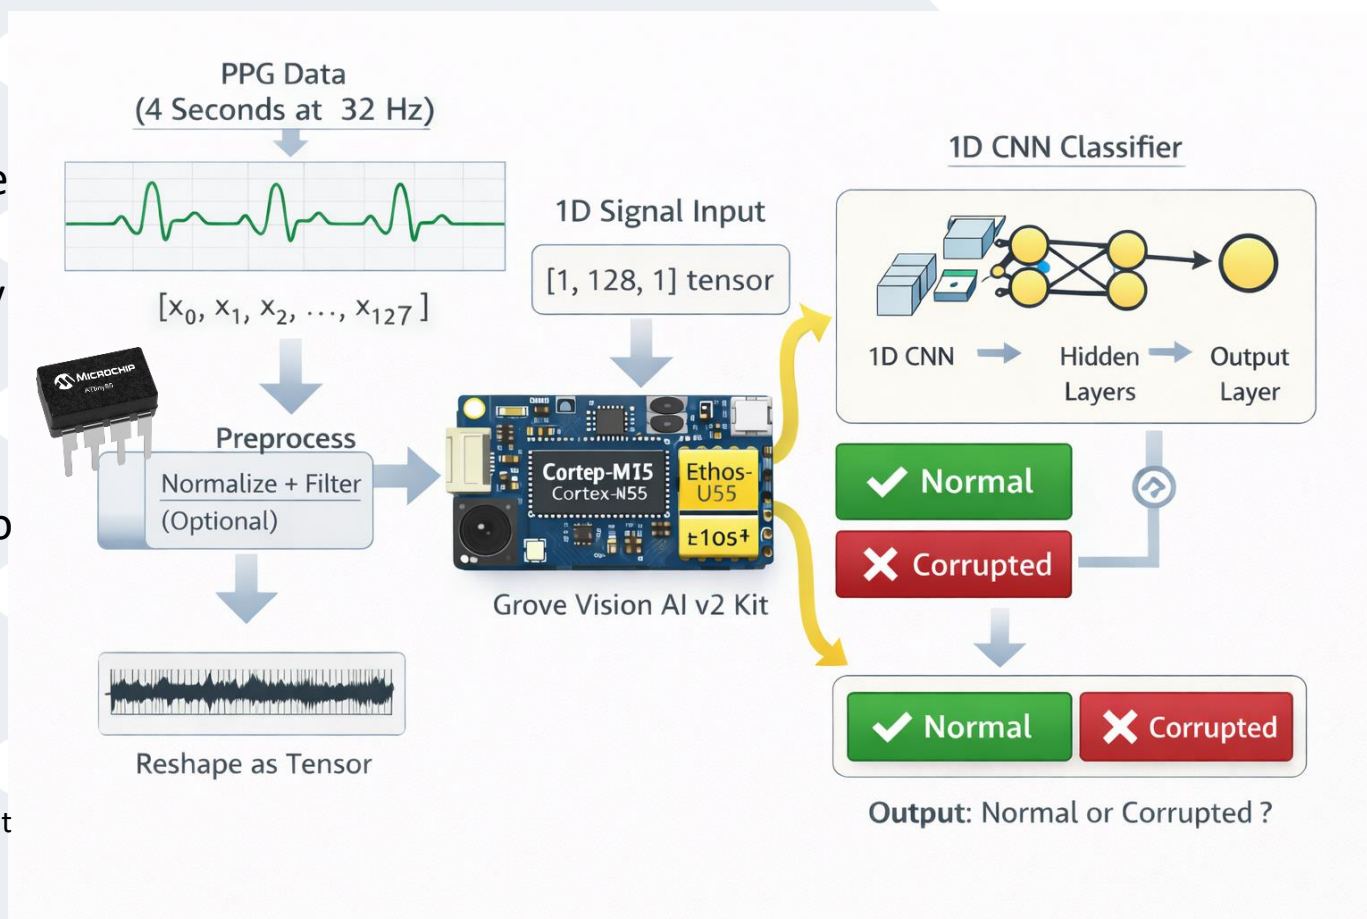 PPG Data
(4 Seconds at 32 Hz)
[x0, x1, x2, ..., x127]
MICROCHIP
ATtiny85
Preprocess
Normalize + Filter
(Optional)
Reshape as Tensor
1D Signal Input
[1, 128, 1] tensor
Cortep-M15
Cortex-N55
Ethos-
U55
Grove Vision AI v2 Kit
1D CNN Classifier
1D CNN
Hidden
Layers
Output
Layer
Normal
Corrupted
Normal
Corrupted
Output: Normal or Corrupted ?